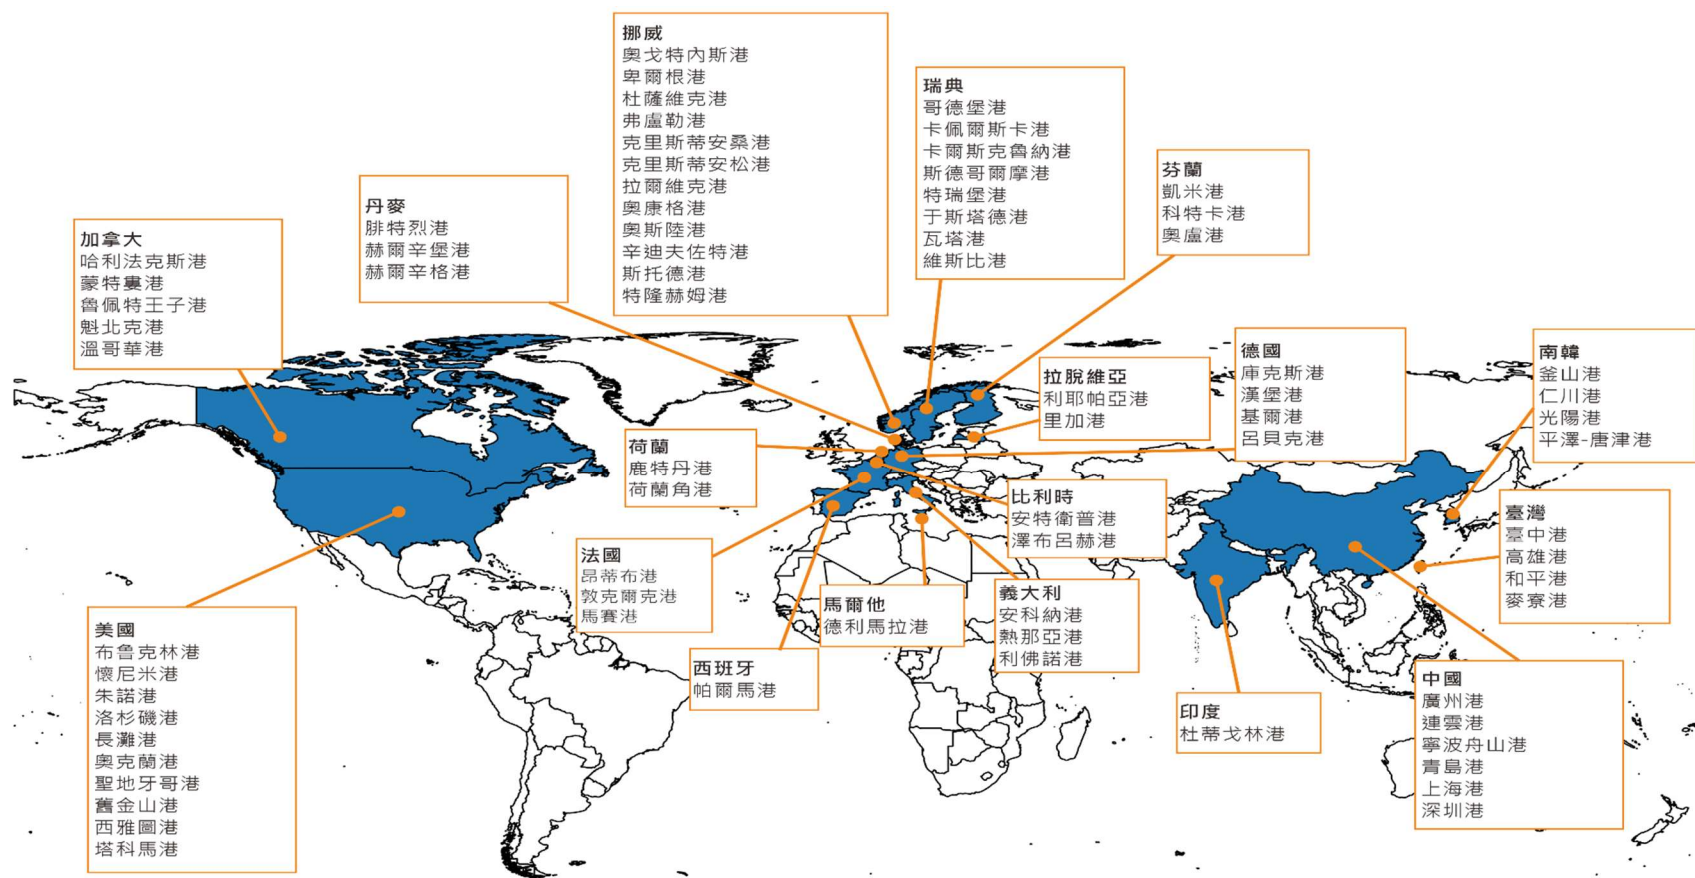 挪威
奧戈特內斯港
卑爾根港
杜薩維克港
弗盧勒港
克里斯蒂安桑港
克里斯蒂安松港
拉爾維克港
奧康格港
奧斯陸港
辛迪夫佐特港
斯托德港
特隆赫姆港
瑞典
哥德堡港
卡佩爾斯卡港
卡爾斯克魯納港
斯德哥爾摩港
特瑞堡港
于斯塔德港
瓦塔港
維斯比港
芬蘭
凱米港
科特卡港
奧盧港
丹麥
腓特烈港
赫爾辛堡港
赫爾辛格港
加拿大
哈利法克斯港
蒙特婁港
魯佩特王子港
魁北克港
溫哥華港
拉脫維亞
利耶帕亞港
里加港
德國
庫克斯港
漢堡港
基爾港
呂貝克港
南韓
釜山港
仁川港
光陽港
平澤-唐津港
荷蘭
鹿特丹港
荷蘭角港
比利時
安特衛普港
澤布呂赫港
臺灣
臺中港
高雄港
和平港
麥寮港
法國
昂蒂布港
敦克爾克港
馬賽港
馬爾他
德利馬拉港
義大利
安科納港
熱那亞港
利佛諾港
美國
布魯克林港
懷尼米港
朱諾港
洛杉磯港
長灘港
奧克蘭港
聖地牙哥港
舊金山港
西雅圖港
塔科馬港
西班牙
帕爾馬港
印度
杜蒂戈林港
中國
廣州港
連雲港
寧波舟山港
青島港
上海港
深圳港